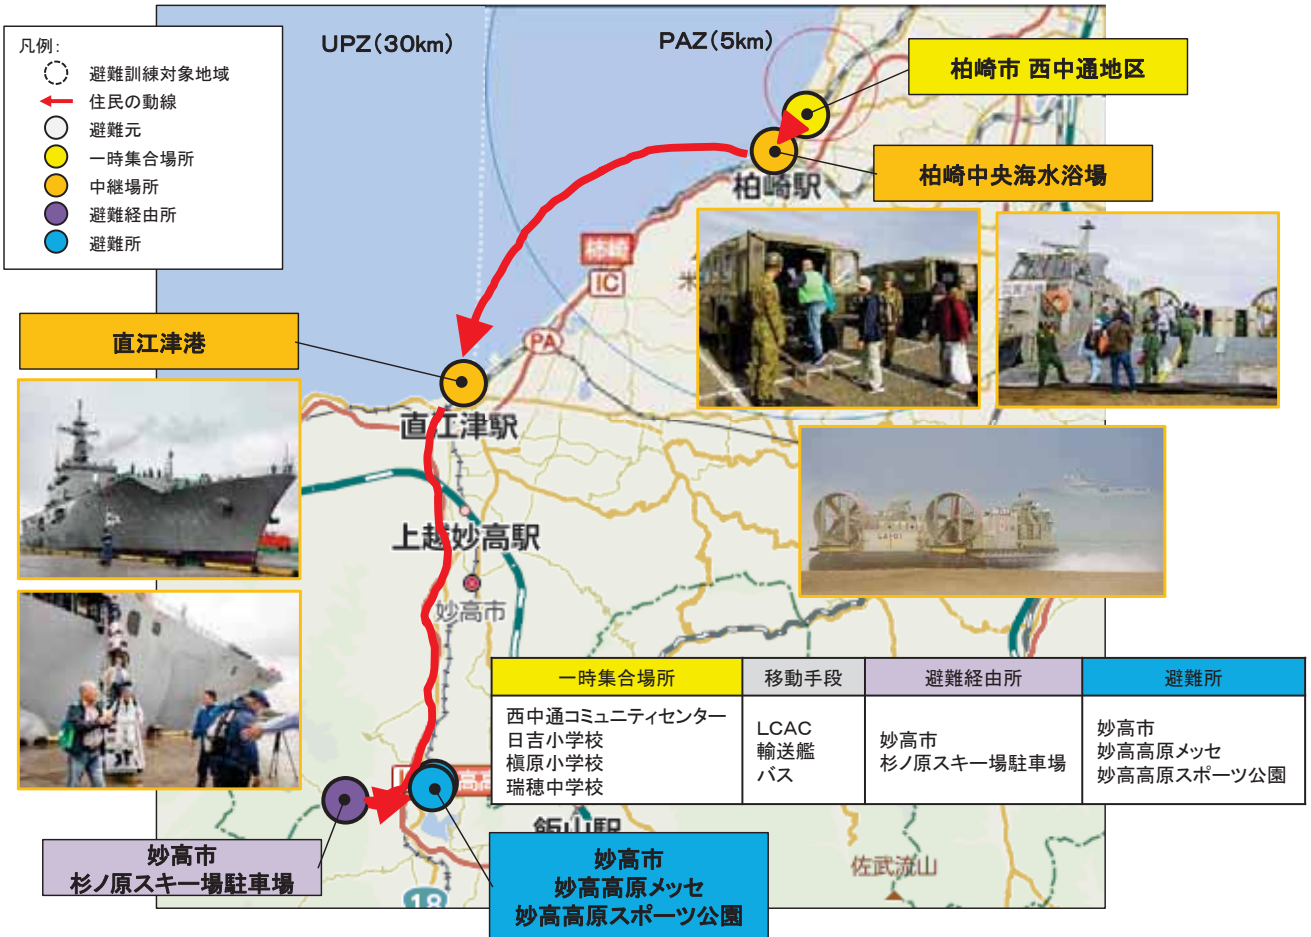 凡例:
避難訓練対象地域
住民の動線
避難元
一時集合場所
中継場所
避難経由所
避難所
UPZ(30km)
PAZ(5km)
柏崎市 西中通地区
柏崎中央海水浴場
柏崎駅
柿崎
IC
米
PA
直江津港
直江津駅
上越妙高駅
妙高市
一時集合場所
移動手段
避難経由所
避難所
西中通コミュニティセンター
日吉小学校
槇原小学校
瑞穂中学校
LCAC
輸送艦
バス
妙高市
杉ノ原スキー場駐車場
妙高市
妙高高原メッセ
妙高高原スポーツ公園
飯山駅
佐武流山
18
妙高市
杉ノ原スキー場駐車場
妙高市
妙高高原メッセ
妙高高原スポーツ公園